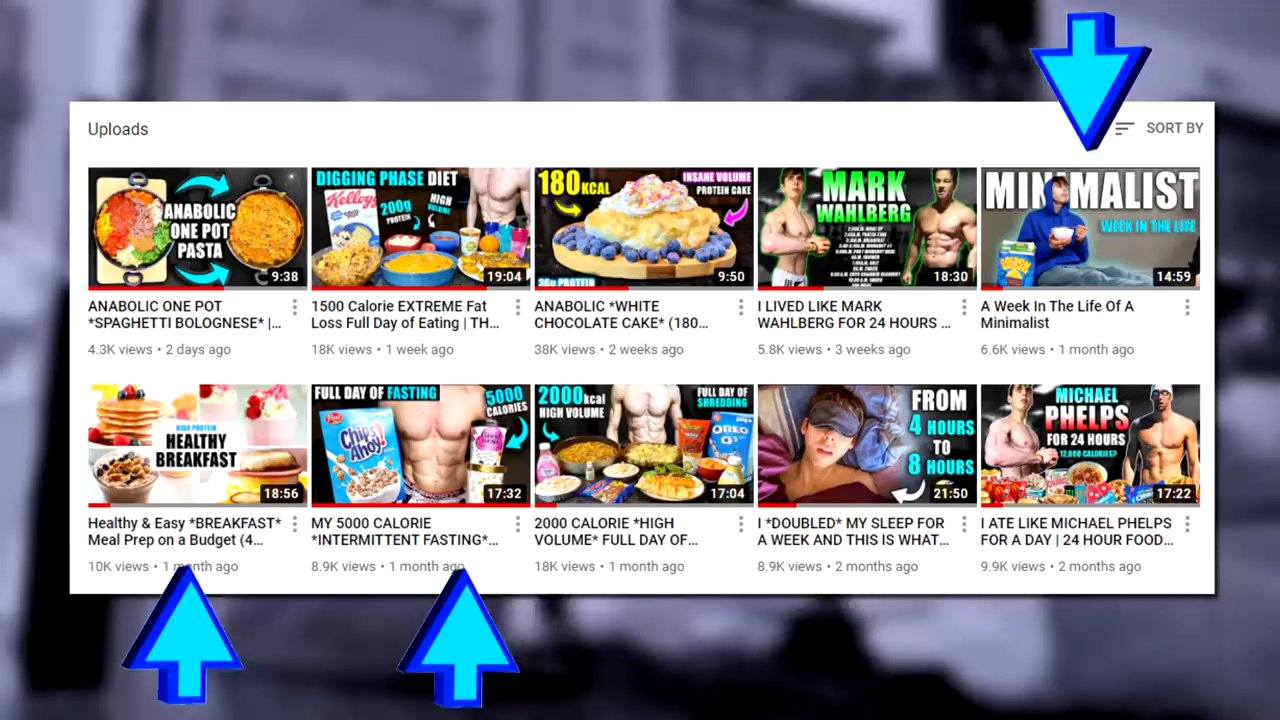 Uploads
SORT BY
ANABOLIC
ONE POT
PASTA
9:38
DIGGING PHASE DIET
Kellogg's
200g
PROTEIN
HIGH
VOLUME
19:04
180KCAL
INSANE VOLUME
PROTEIN CAKE
36g PROTEIN
9:50
MARK
WAHLBERG
18:30
MINIMALIST
WEEK IN THE LIFE
GOLDEN
14:59
ANABOLIC ONE POT
*SPAGHETTI BOLOGNESE* |...
4.3K views • 2 days ago
1500 Calorie EXTREME Fat
Loss Full Day of Eating | TH...
18K views • 1 week ago
ANABOLIC *WHITE
CHOCOLATE CAKE* (180...
38K views • 2 weeks ago
I LIVED LIKE MARK
WAHLBERG FOR 24 HOURS ...
5.8K views • 3 weeks ago
A Week In The Life Of A
Minimalist
6.6K views • 1 month ago
HIGH PROTEIN
HEALTHY
BREAKFAST
18:56
FULL DAY OF FASTING
5000
CALORIES
Post
Chips
Ahoy!
17:32
2000kcal
HIGH VOLUME
FULL DAY OF
SHREDDING
OREO
17:04
FROM
4 HOURS
TO
8 HOURS
21:50
MICHAEL
PHELPS
FOR 24 HOURS
12,000 CALORIES?
17:22
Healthy & Easy *BREAKFAST*
Meal Prep on a Budget (4...
10K views • 1 month ago
MY 5000 CALORIE
*INTERMITTENT FASTING*...
8.9K views • 1 month ago
2000 CALORIE *HIGH
VOLUME* FULL DAY OF...
18K views • 1 month ago
I *DOUBLED* MY SLEEP FOR
A WEEK AND THIS IS WHAT...
8.9K views • 2 months ago
I ATE LIKE MICHAEL PHELPS
FOR A DAY | 24 HOUR FOOD...
9.9K views • 2 months ago